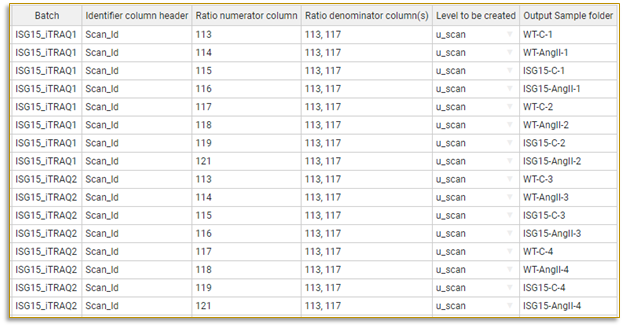 Batch Identifier column header Ratio numerator column Ratio denominator column(s) Level to be created Output Sample folder
ISG15_iTRAQ1 Scan_Id 113 113, 117 u_scan WT-C-1
ISG15_iTRAQ1 Scan_Id 114 113, 117 u_scan WT-AngII-1
ISG15_iTRAQ1 Scan_Id 115 113, 117 u_scan ISG15-C-1
ISG15_iTRAQ1 Scan_Id 116 113, 117 u_scan ISG15-AngII-1
ISG15_iTRAQ1 Scan_Id 117 113, 117 u_scan WT-C-2
ISG15_iTRAQ1 Scan_Id 118 113, 117 u_scan WT-AngII-2
ISG15_iTRAQ1 Scan_Id 119 113, 117 u_scan ISG15-C-2
ISG15_iTRAQ1 Scan_Id 121 113, 117 u_scan ISG15-AngII-2
ISG15_iTRAQ2 Scan_Id 113 113, 117 u_scan WT-C-3
ISG15_iTRAQ2 Scan_Id 114 113, 117 u_scan WT-AngII-3
ISG15_iTRAQ2 Scan_Id 115 113, 117 u_scan ISG15-C-3
ISG15_iTRAQ2 Scan_Id 116 113, 117 u_scan ISG15-AngII-3
ISG15_iTRAQ2 Scan_Id 117 113, 117 u_scan WT-C-4
ISG15_iTRAQ2 Scan_Id 118 113, 117 u_scan WT-AngII-4
ISG15_iTRAQ2 Scan_Id 119 113, 117 u_scan ISG15-C-4
ISG15_iTRAQ2 Scan_Id 121 113, 117 u_scan ISG15-AngII-4